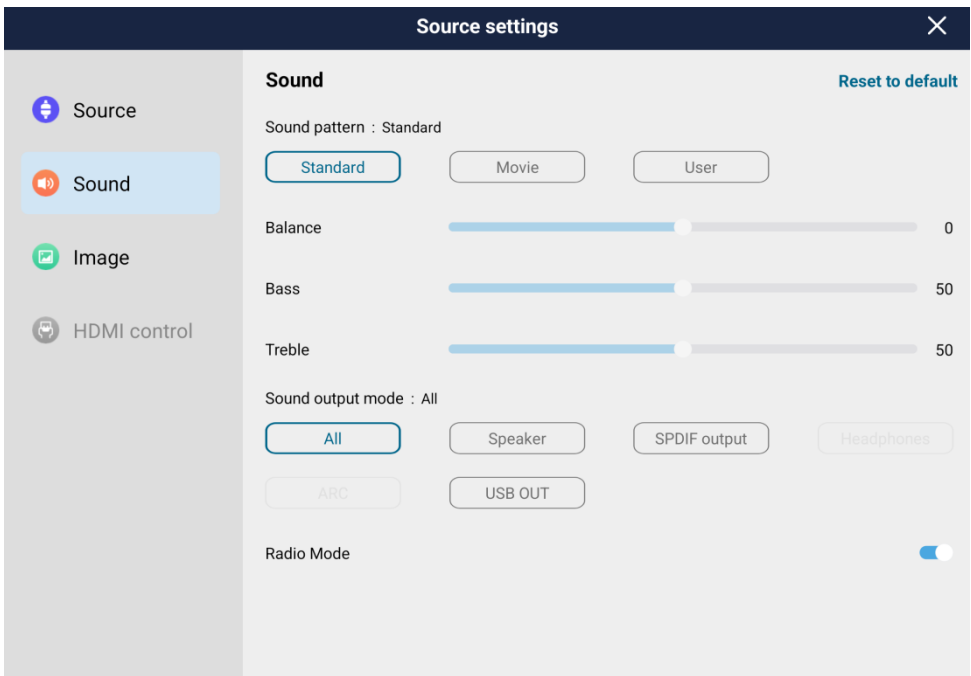 Source settings
Source
Sound
Image
HDMI control
Sound
Reset to default
Sound pattern : Standard
Standard
Movie
User
Balance
0
Bass
50
Treble
50
Sound output mode : All
All
Speaker
SPDIF output
Headphones
ARC
USB OUT
Radio Mode